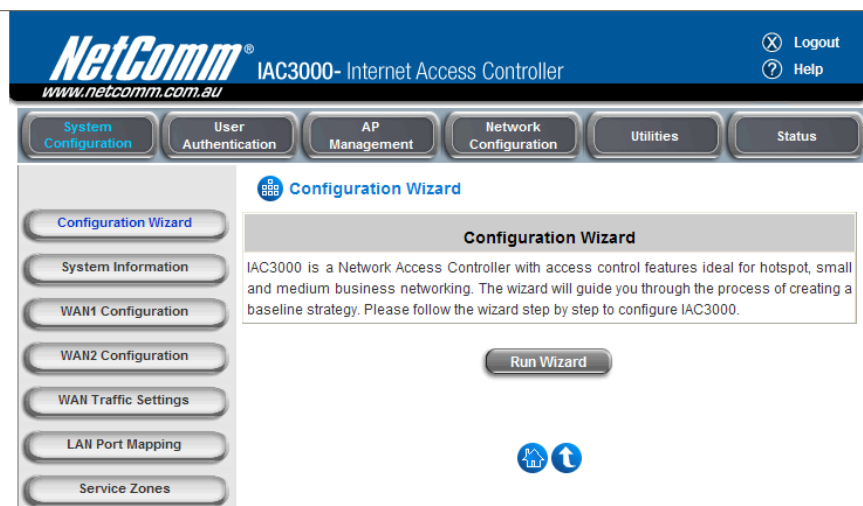 NetComm® IAC3000- Internet Access Controller
www.netcomm.com.au
Logout
Help
System Configuration
User Authentication
AP Management
Network Configuration
Utilities
Status
Configuration Wizard
Configuration Wizard
System Information
WAN1 Configuration
WAN2 Configuration
WAN Traffic Settings
LAN Port Mapping
Service Zones
Configuration Wizard
IAC3000 is a Network Access Controller with access control features ideal for hotspot, small
and medium business networking. The wizard will guide you through the process of creating a
baseline strategy. Please follow the wizard step by step to configure IAC3000.
Run Wizard